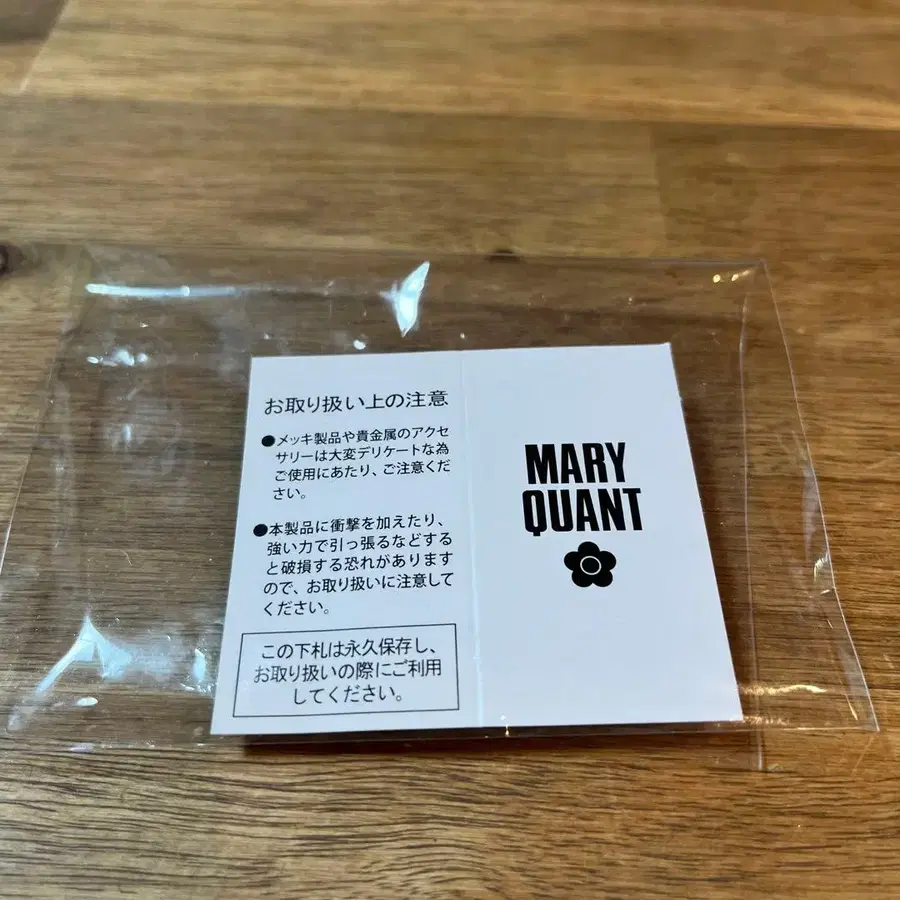 お取り扱い上の注意
●メッキ製品や貴金属のアクセ
サリーは大変デリケートな為
ご使用にあたり、ご注意くだ
さい。
●本製品に衝撃を加えたり、
強い力で引っ張るなどする
と破損する恐れがあります
ので、お取り扱いに注意して
ください。
この下札は永久保存し、
お取り扱いの際にご利用
してください。
MARY
QUANT